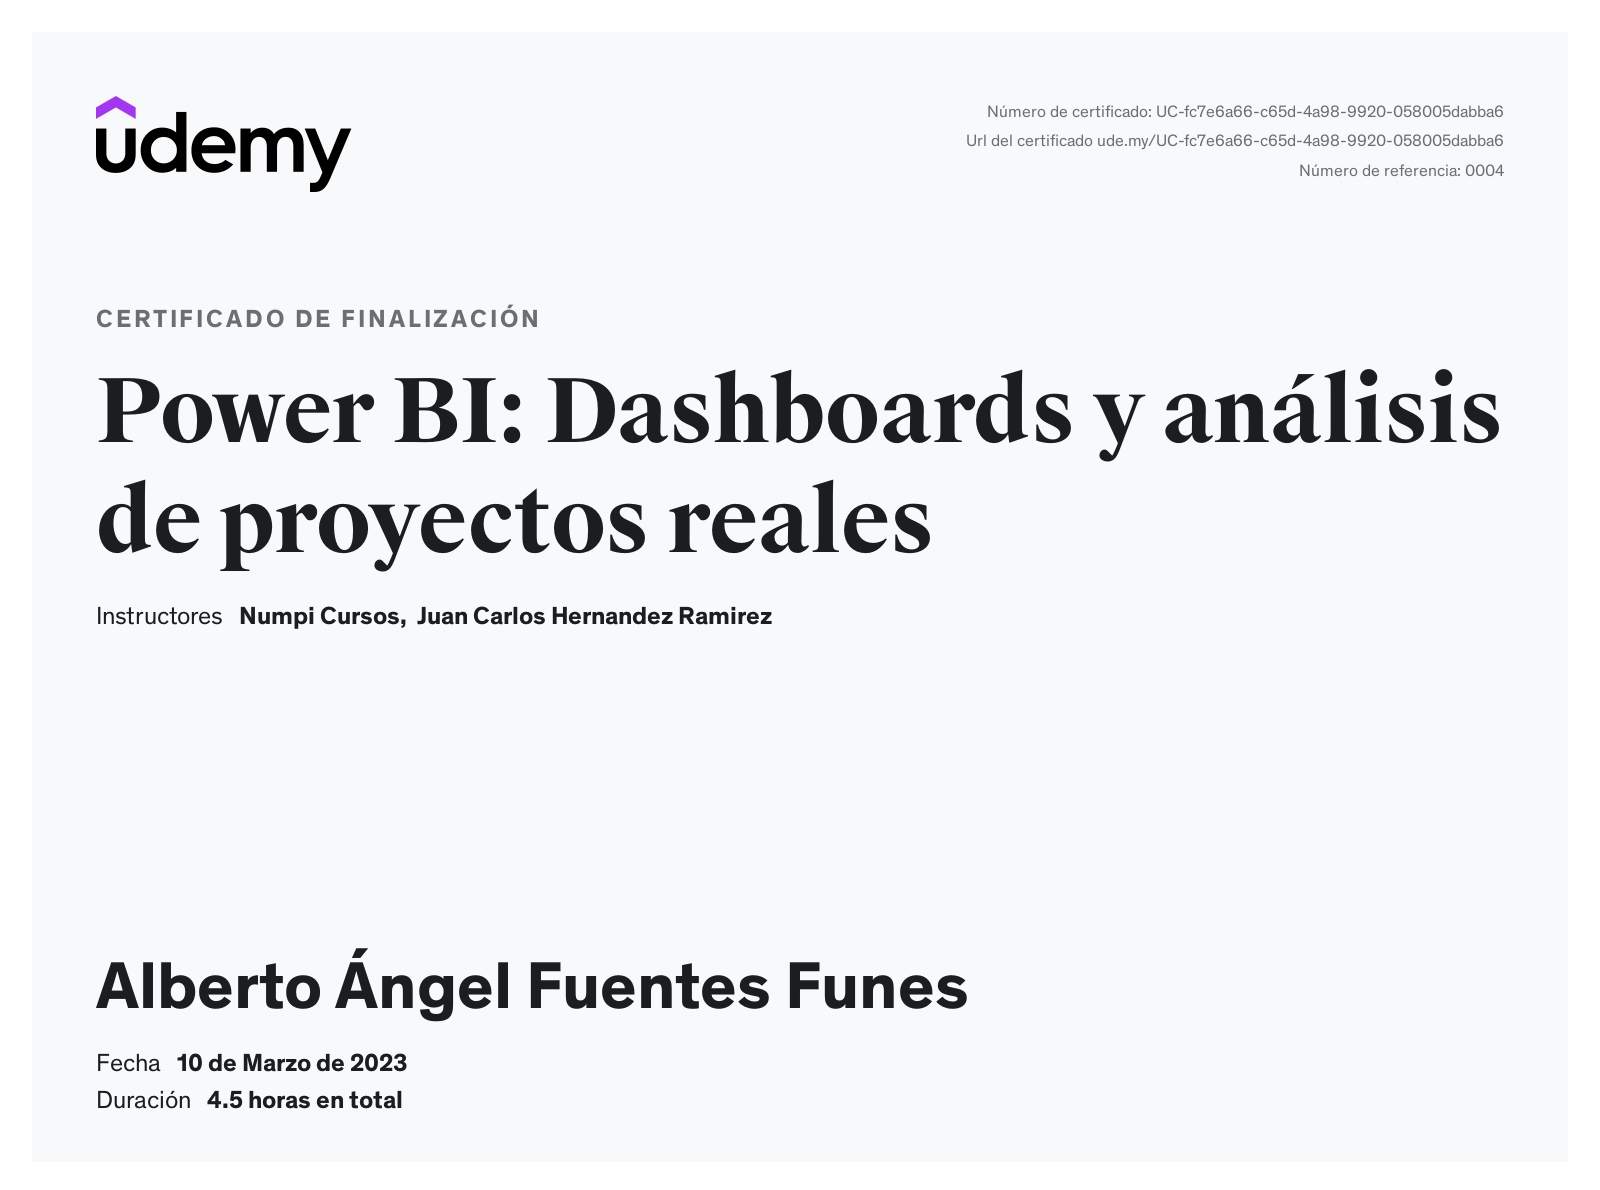 udemy
Número de certificado: UC-fc7e6a66-c65d-4a98-9920-058005dabba6
Url del certificado ude.my/UC-fc7e6a66-c65d-4a98-9920-058005dabba6
Número de referencia: 0004
CERTIFICADO DE FINALIZACIÓN
Power BI: Dashboards y análisis
de proyectos reales
Instructores Numpi Cursos, Juan Carlos Hernandez Ramirez
Alberto Ángel Fuentes Funes
Fecha 10 de Marzo de 2023
Duración 4.5 horas en total